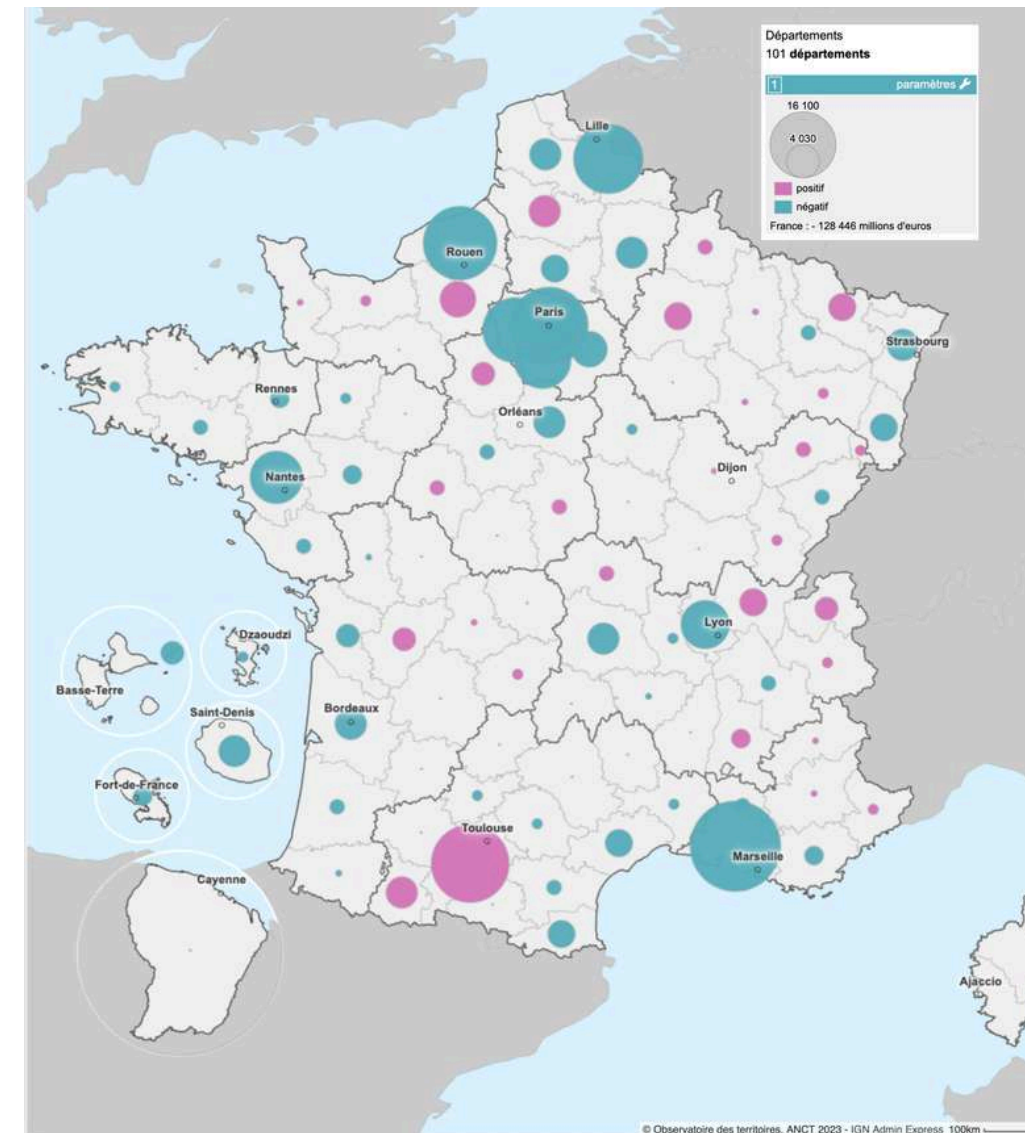 Départements
101 départements
1 paramètres
16 100
4 030
positif
négatif
France : - 128 446 millions d'euros
Lille
Rouen
Paris
Strasbourg
Rennes
Orléans
Nantes
Dijon
Lyon
Dzaoudzi
Basse-Terre
Saint-Denis
Bordeaux
Fort-de-France
Toulouse
Marseille
Cayenne
Ajaccio
© Observatoire des territoires, ANCT 2023 - IGN Admin Express 100km